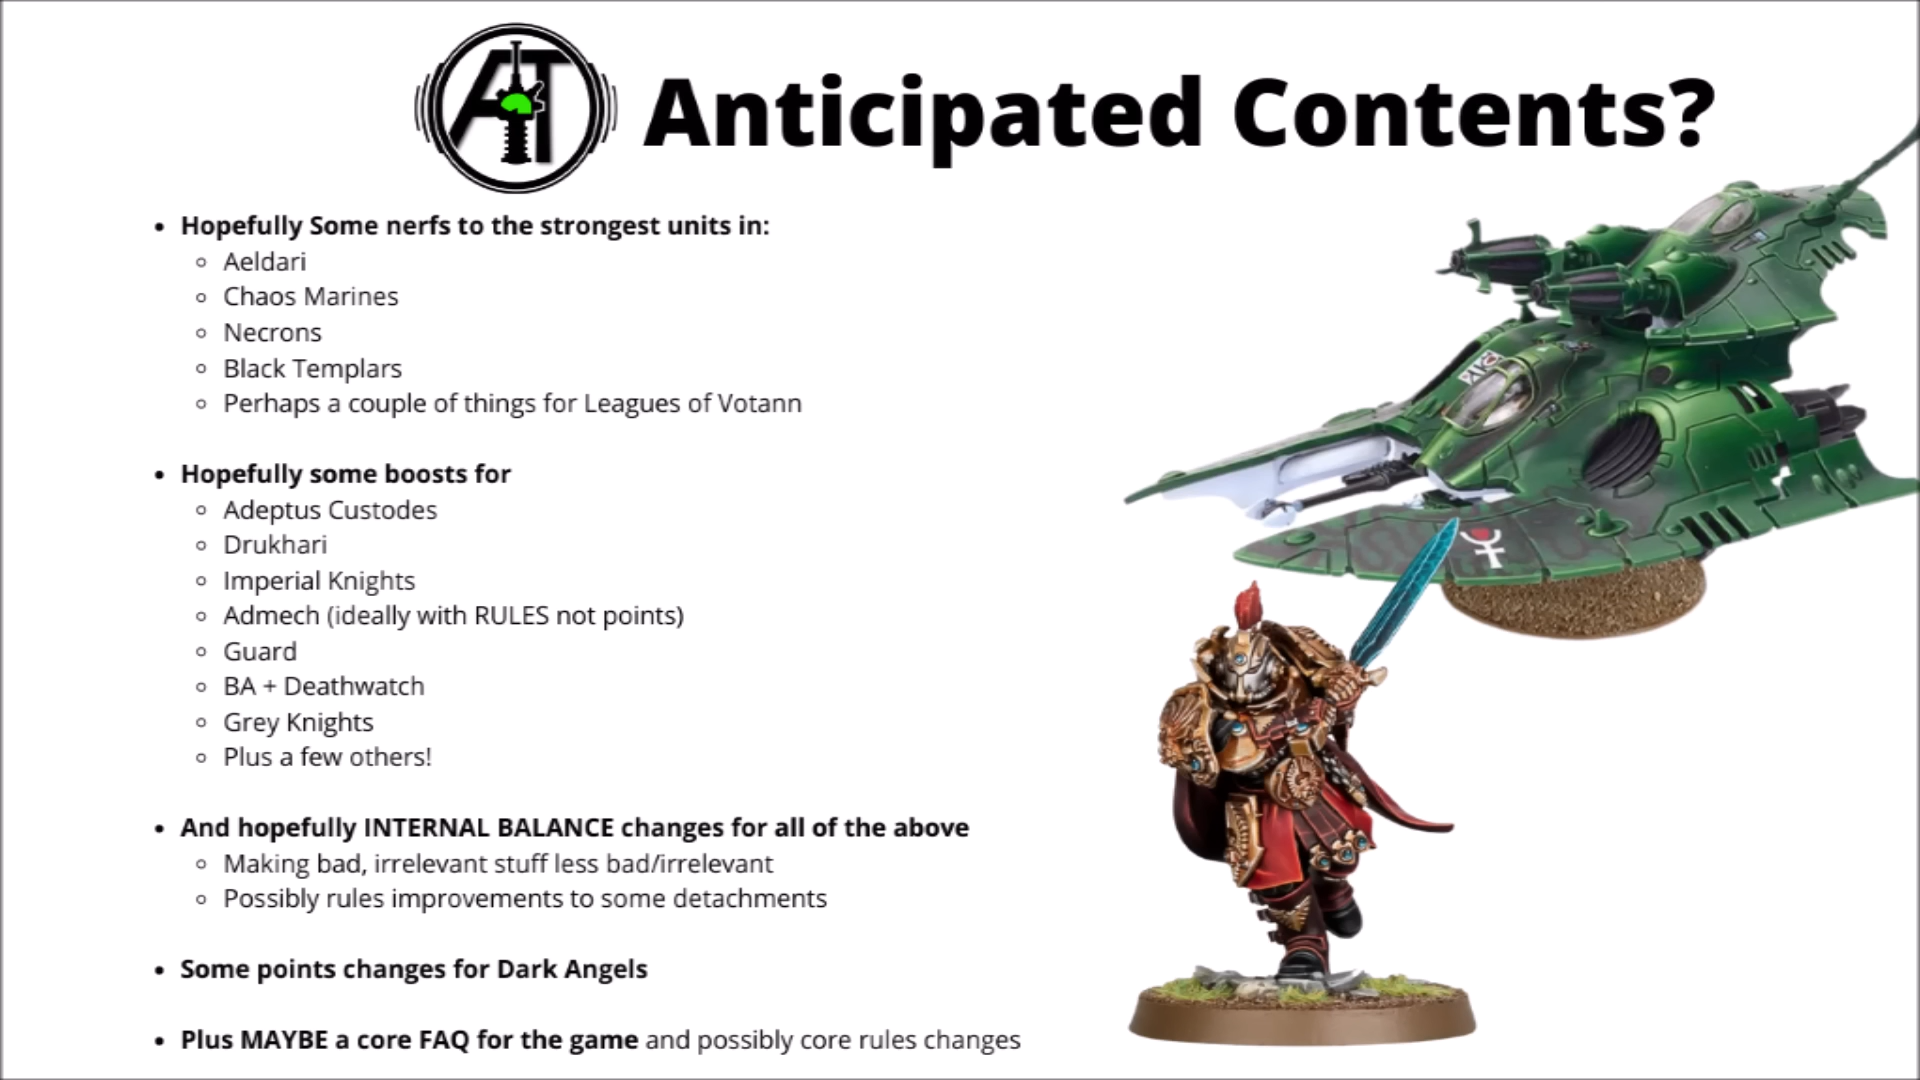 AT
Anticipated Contents?
• Hopefully Some nerfs to the strongest units in:
○ Aeldari
○ Chaos Marines
○ Necrons
○ Black Templars
○ Perhaps a couple of things for Leagues of Votann
• Hopefully some boosts for
○ Adeptus Custodes
○ Drukhari
○ Imperial Knights
○ Admech (ideally with RULES not points)
○ Guard
○ BA + Deathwatch
○ Grey Knights
○ Plus a few others!
• And hopefully INTERNAL BALANCE changes for all of the above
○ Making bad, irrelevant stuff less bad/irrelevant
○ Possibly rules improvements to some detachments
• Some points changes for Dark Angels
• Plus MAYBE a core FAQ for the game and possibly core rules changes